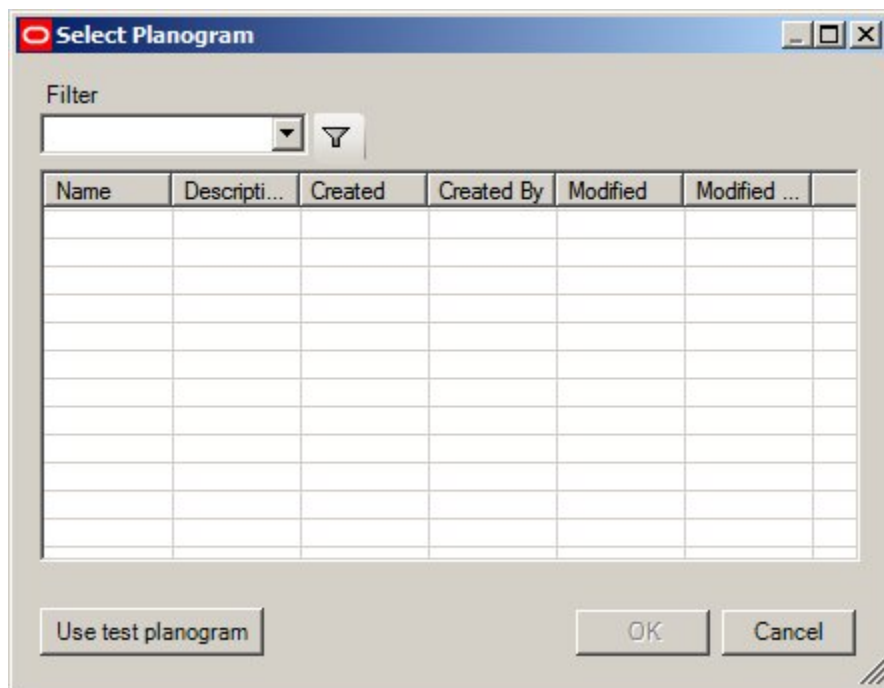 Select Planogram
Filter
Name Descripti... Created Created By Modified Modified ...
Use test planogram OK Cancel